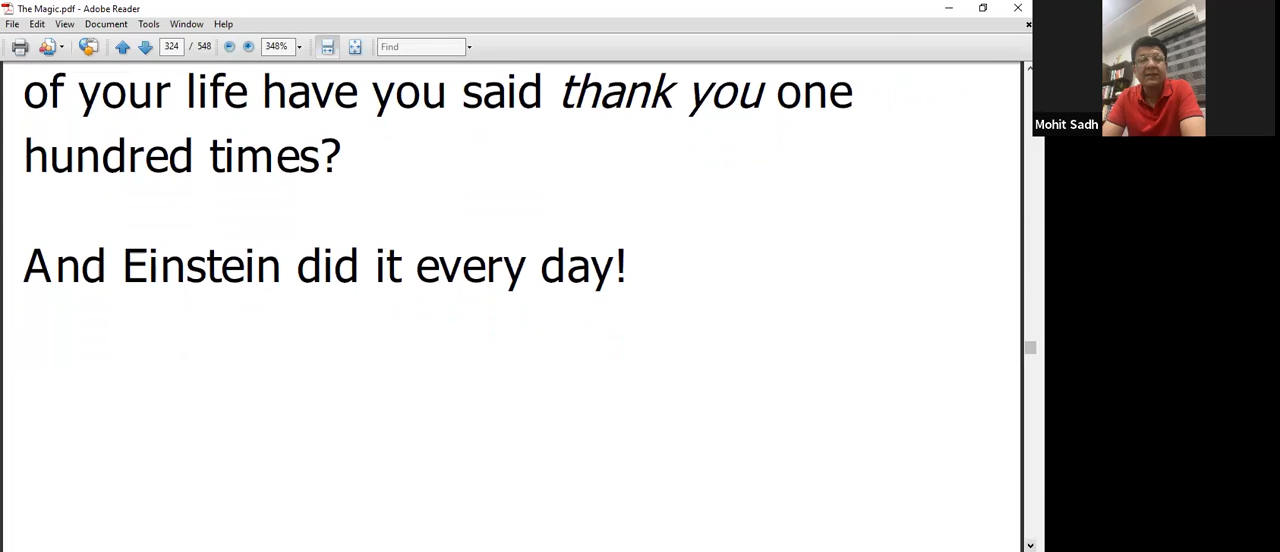 The Magic.pdf - Adobe Reader
File Edit View Document Tools Window Help
324 / 548 348% Find
of your life have you said thank you one
hundred times?
And Einstein did it every day!
Mohit Sadh